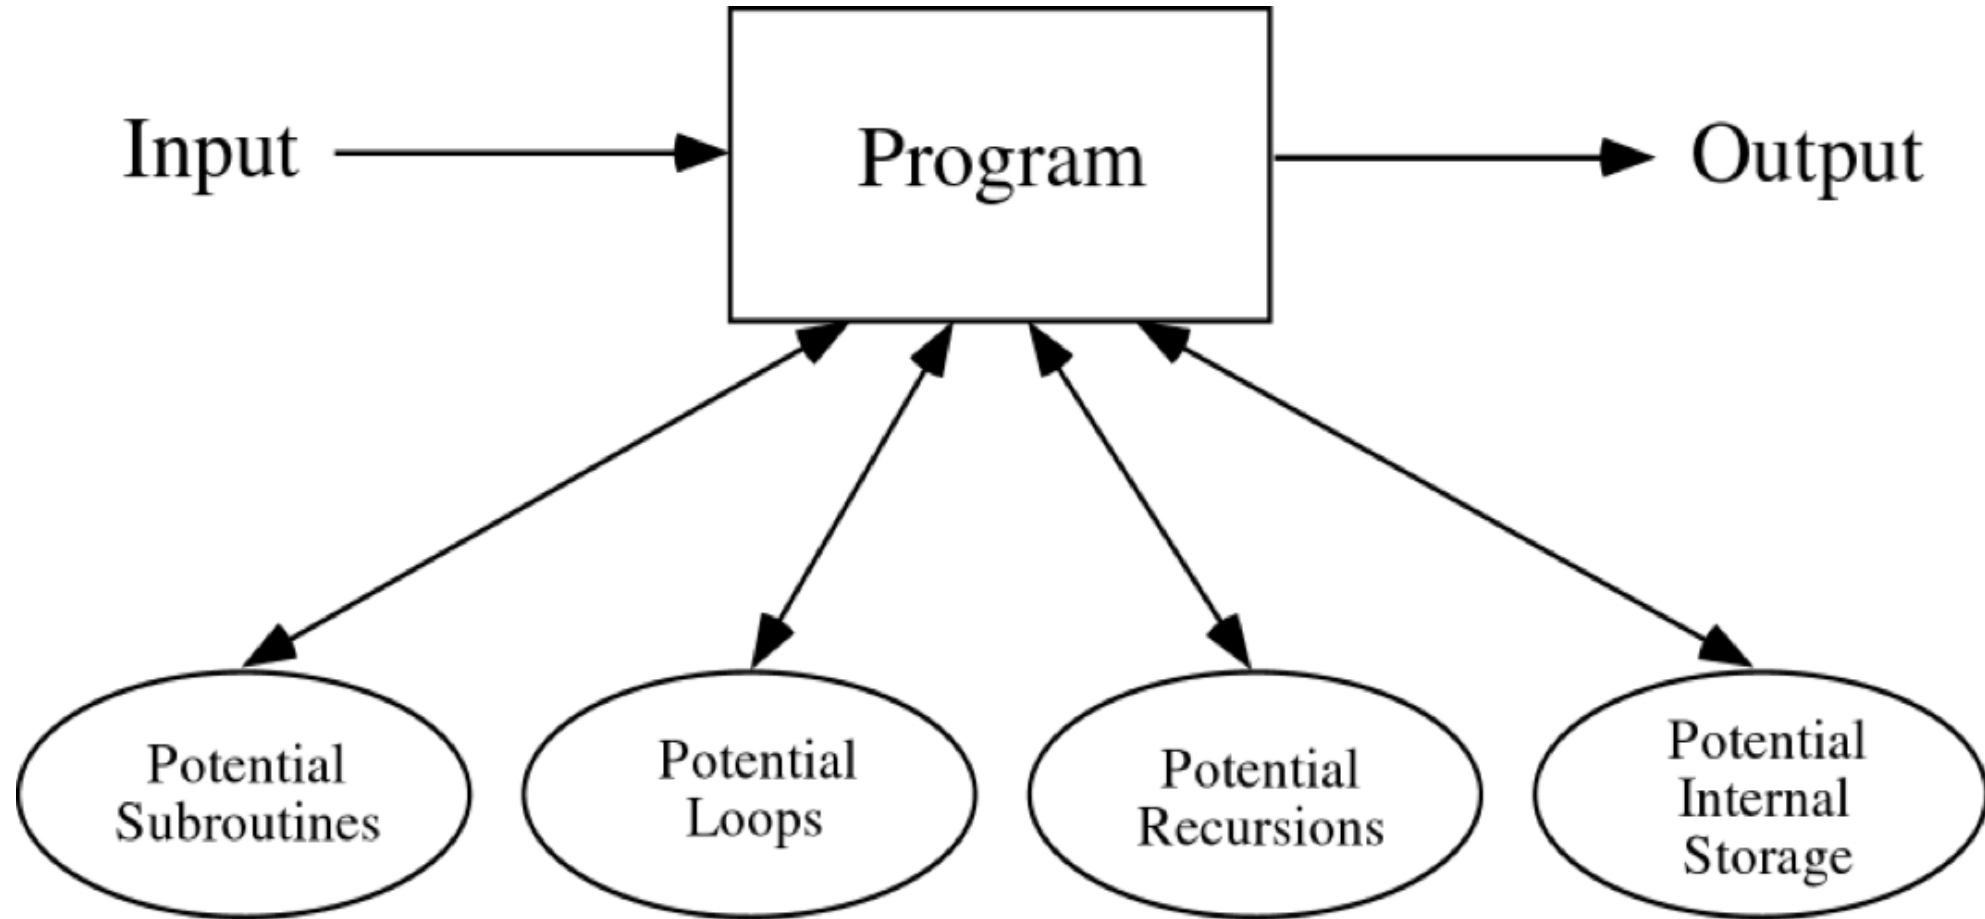 Input
Program
Output
Potential
Subroutines
Potential
Loops
Potential
Recursions
Potential
Internal
Storage